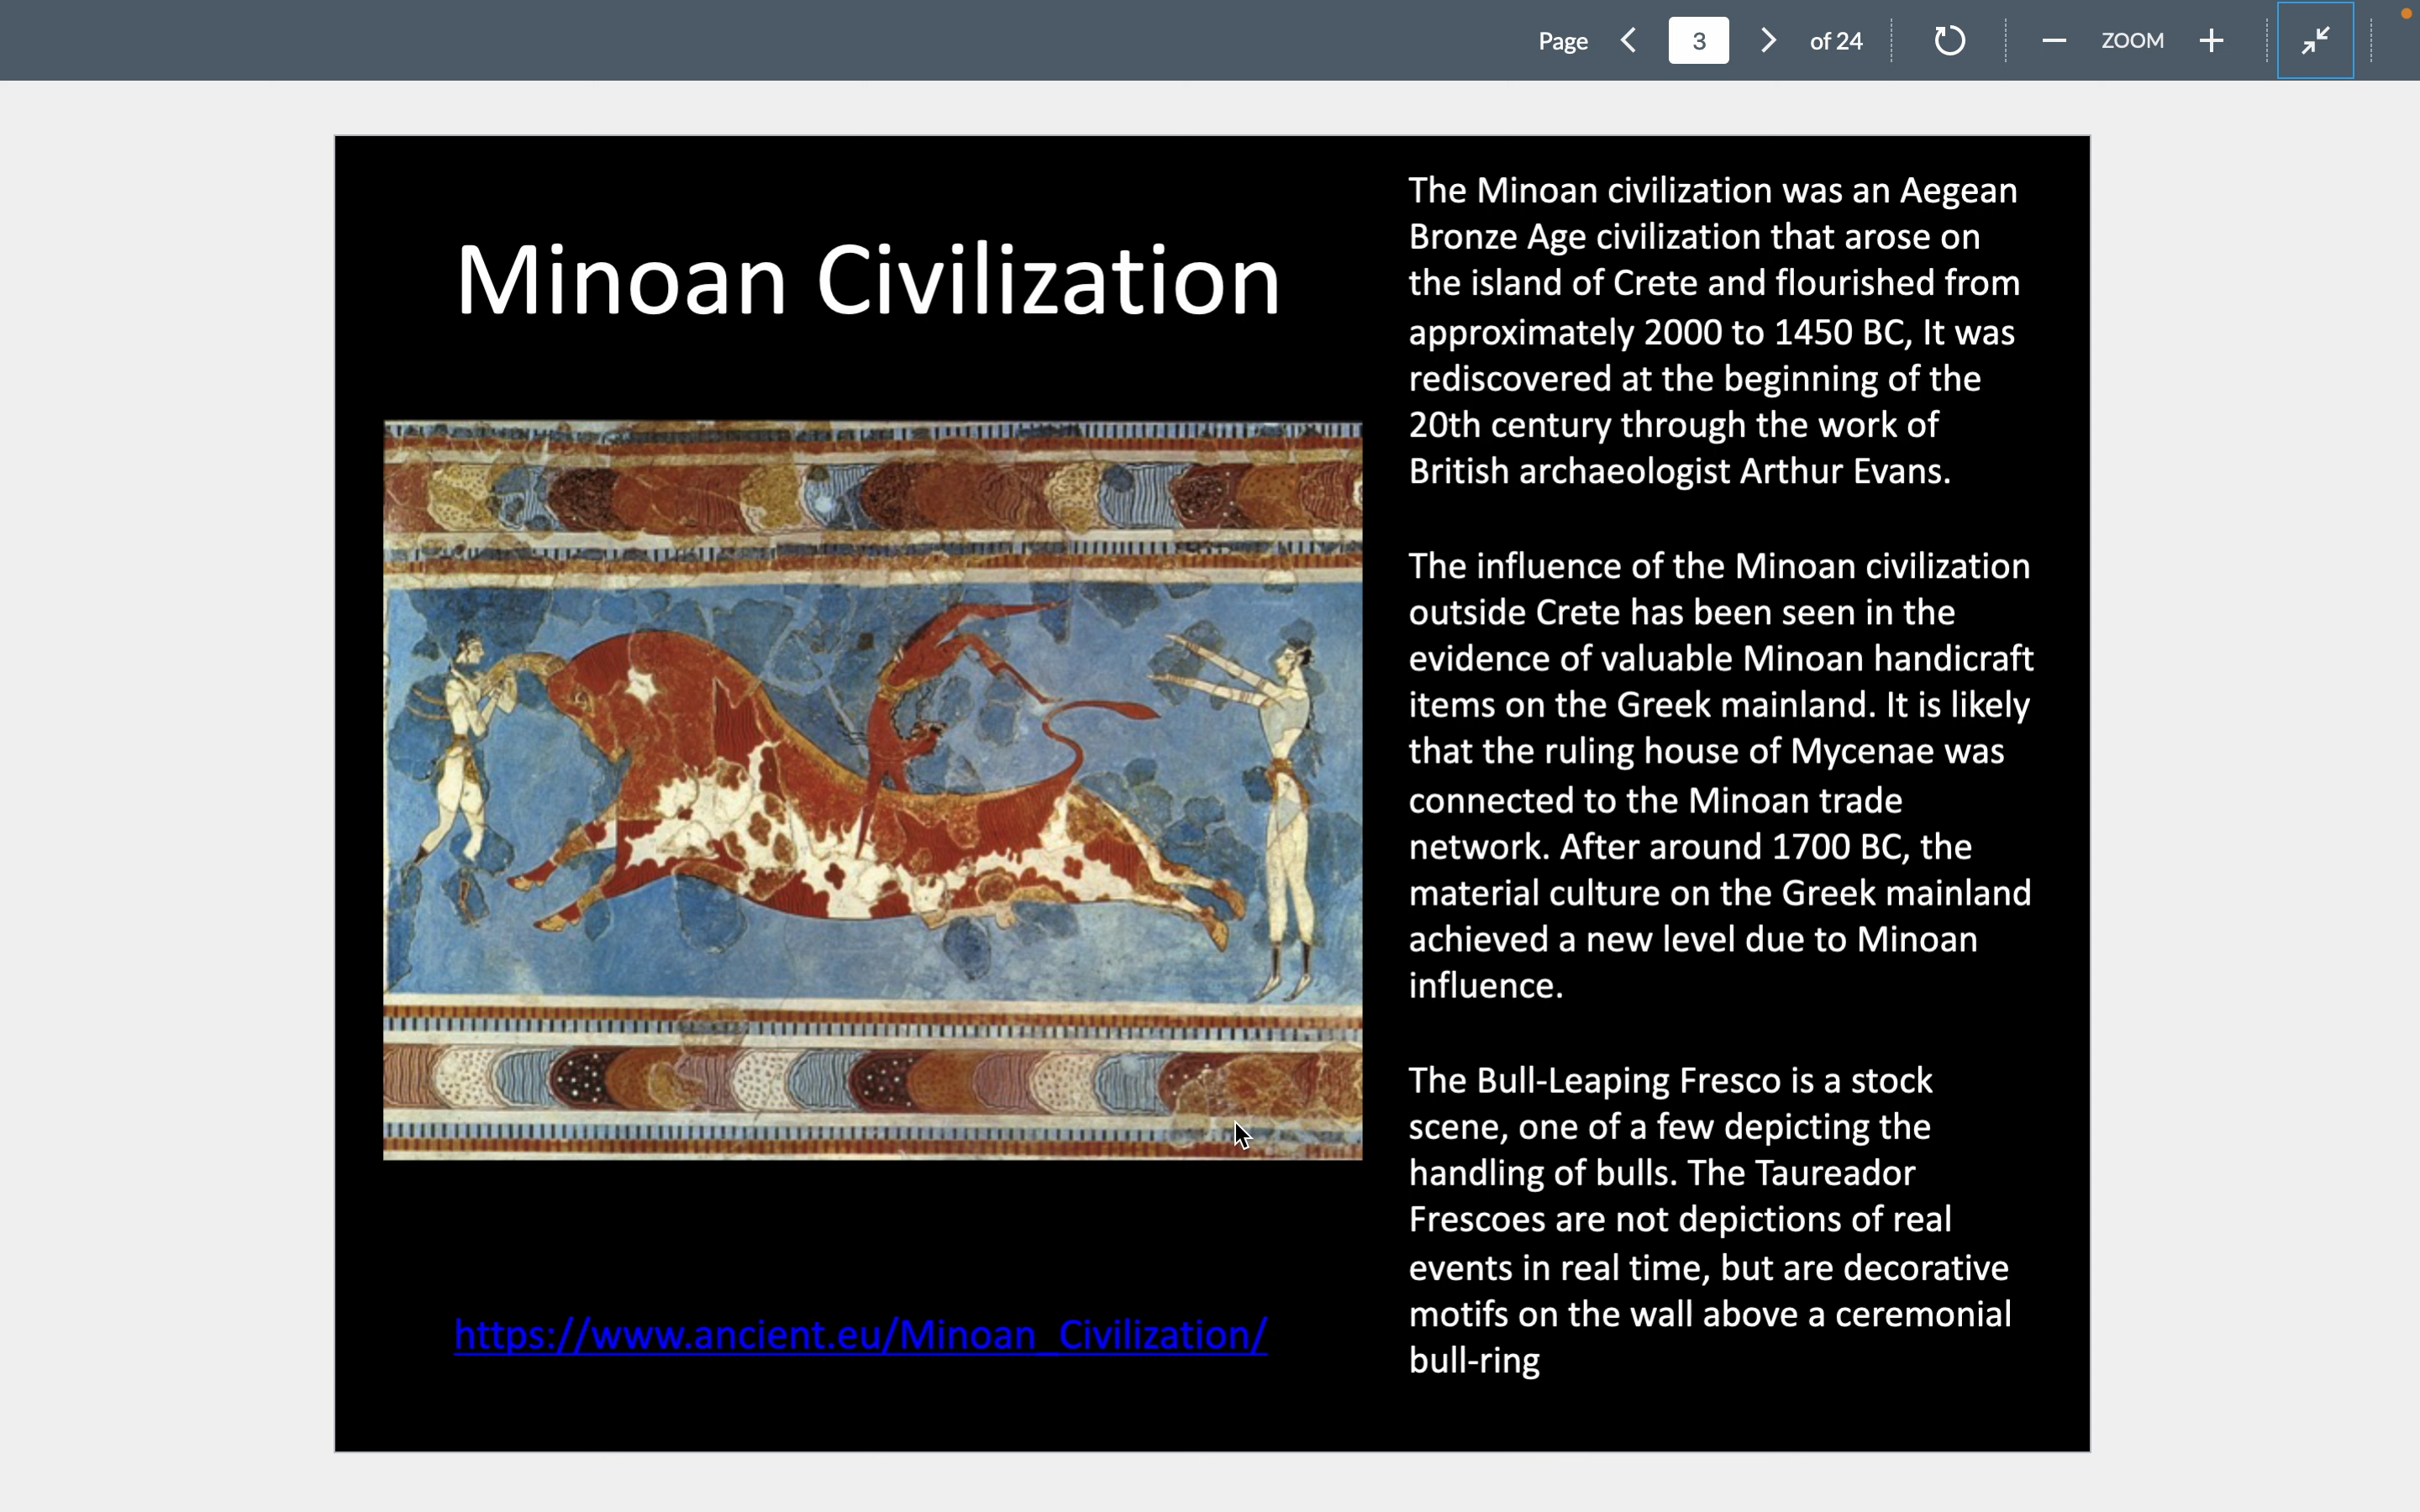 Page 3 of 24 ZOOM
Minoan Civilization
https://www.ancient.eu/Minoan_Civilization/
The Minoan civilization was an Aegean
Bronze Age civilization that arose on
the island of Crete and flourished from
approximately 2000 to 1450 BC, It was
rediscovered at the beginning of the
20th century through the work of
British archaeologist Arthur Evans.
The influence of the Minoan civilization
outside Crete has been seen in the
evidence of valuable Minoan handicraft
items on the Greek mainland. It is likely
that the ruling house of Mycenae was
connected to the Minoan trade
network. After around 1700 BC, the
material culture on the Greek mainland
achieved a new level due to Minoan
influence.
The Bull-Leaping Fresco is a stock
scene, one of a few depicting the
handling of bulls. The Taureador
Frescoes are not depictions of real
events in real time, but are decorative
motifs on the wall above a ceremonial
bull-ring